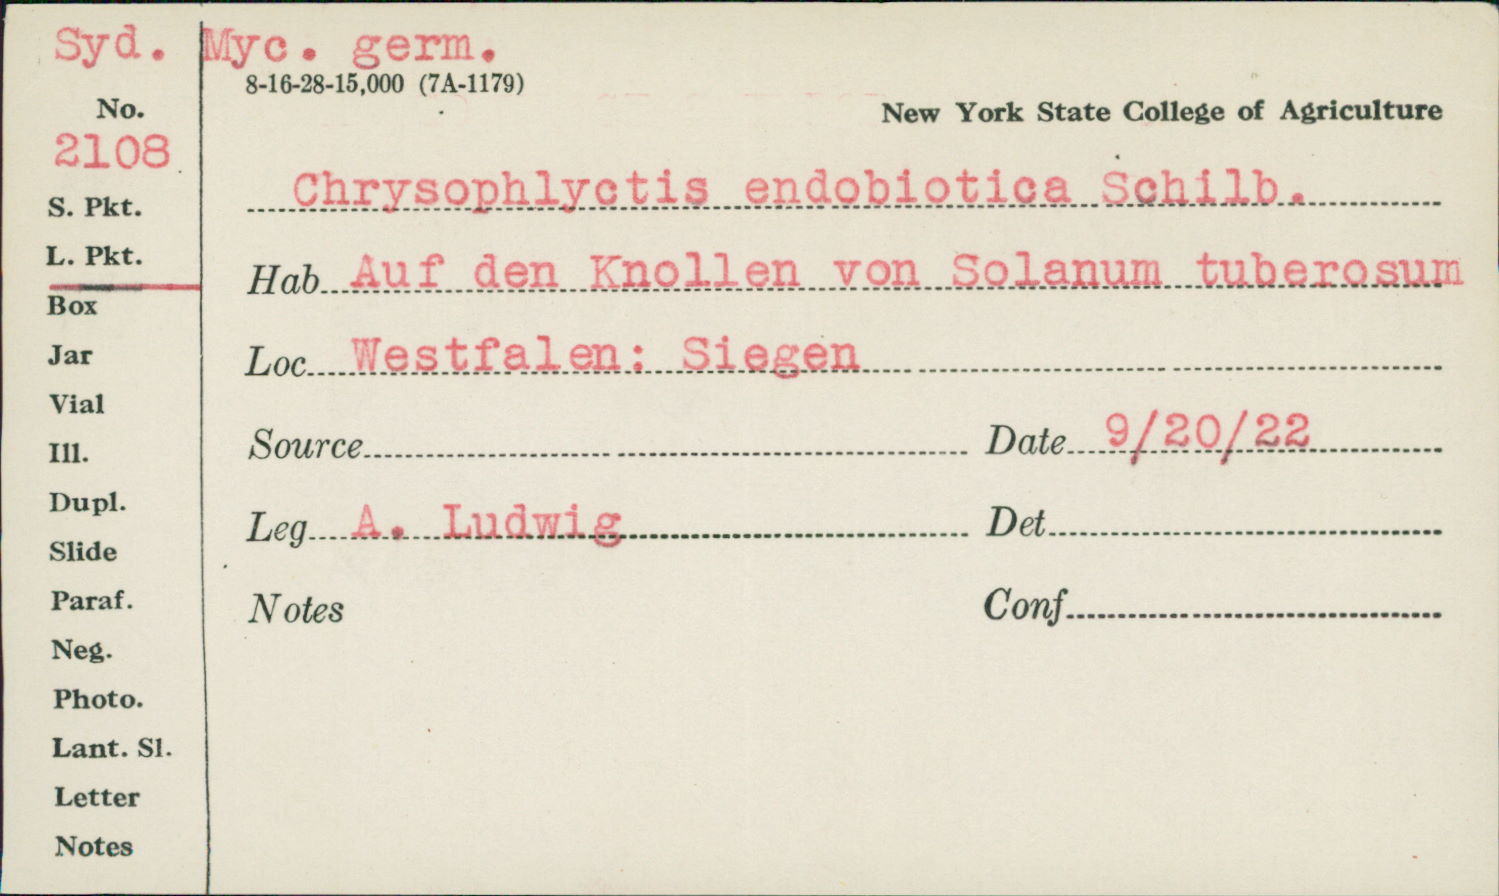 Syd. Myc. germ.
8-16-28-15,000 (7A-1179)
No.
New York State College of Agriculture
2108
Chrysophlyctis endobiotica Schilb.
S. Pkt.
L. Pkt.
Hab Auf den Knollen von Solanum tuberosum
Box
Loc Westfalen: Siegen
Jar
Vial
Source Date 9/20/22
Ill.
Dupl.
Leg A. Ludwig Det
Slide
Paraf.
Notes Conf
Neg.
Photo.
Lant. Sl.
Letter
Notes